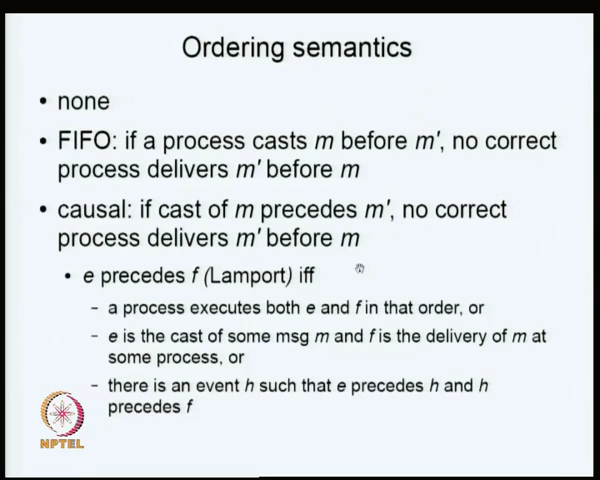 Ordering semantics
• none
• FIFO: if a process casts m before m', no correct
process delivers m' before m
• causal: if cast of m precedes m', no correct
process delivers m' before m
• e precedes f (Lamport) iff
– a process executes both e and f in that order, or
– e is the cast of some msg m and f is the delivery of m at
some process, or
– there is an event h such that e precedes h and h
precedes f
NPTEL